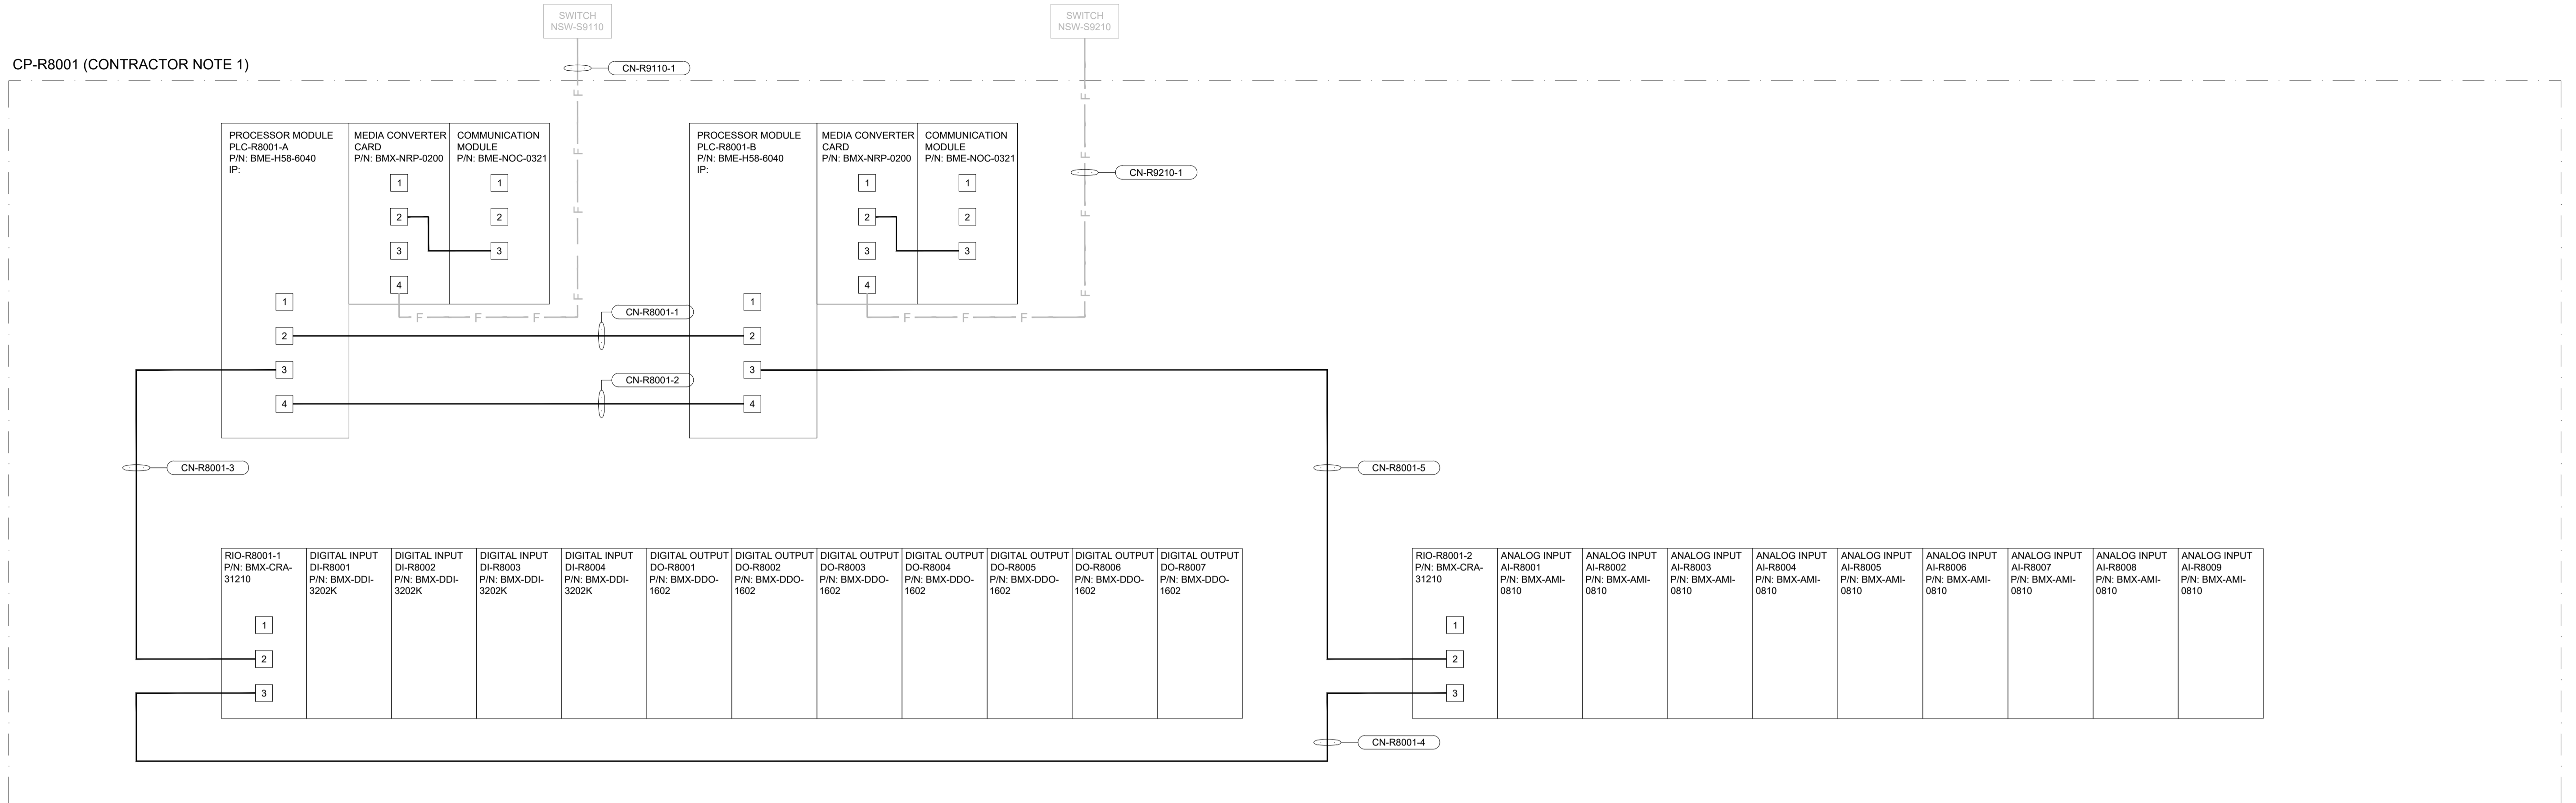 SWITCH
NSW-S9110
SWITCH
NSW-S9210
CP-R8001 (CONTRACTOR NOTE 1)
CN-R9110-1
F
F
F
F
F
F
F
F
PROCESSOR MODULE
PLC-R8001-A
P/N: BME-H58-6040
IP:
1
2
3
4
MEDIA CONVERTER
CARD
P/N: BMX-NRP-0200
1
2
3
4
COMMUNICATION
MODULE
P/N: BME-NOC-0321
1
2
3
F
F
F
PROCESSOR MODULE
PLC-R8001-B
P/N: BME-H58-6040
IP:
1
2
3
4
MEDIA CONVERTER
CARD
P/N: BMX-NRP-0200
1
2
3
4
COMMUNICATION
MODULE
P/N: BME-NOC-0321
1
2
3
F
F
F
CN-R9210-1
CN-R8001-1
CN-R8001-2
CN-R8001-3
CN-R8001-5
RIO-R8001-1
P/N: BMX-CRA-
31210
1
2
3
DIGITAL INPUT
DI-R8001
P/N: BMX-DDI-
3202K
DIGITAL INPUT
DI-R8002
P/N: BMX-DDI-
3202K
DIGITAL INPUT
DI-R8003
P/N: BMX-DDI-
3202K
DIGITAL INPUT
DI-R8004
P/N: BMX-DDI-
3202K
DIGITAL OUTPUT
DO-R8001
P/N: BMX-DDO-
1602
DIGITAL OUTPUT
DO-R8002
P/N: BMX-DDO-
1602
DIGITAL OUTPUT
DO-R8003
P/N: BMX-DDO-
1602
DIGITAL OUTPUT
DO-R8004
P/N: BMX-DDO-
1602
DIGITAL OUTPUT
DO-R8005
P/N: BMX-DDO-
1602
DIGITAL OUTPUT
DO-R8006
P/N: BMX-DDO-
1602
DIGITAL OUTPUT
DO-R8007
P/N: BMX-DDO-
1602
RIO-R8001-2
P/N: BMX-CRA-
31210
1
2
3
ANALOG INPUT
AI-R8001
P/N: BMX-AMI-
0810
ANALOG INPUT
AI-R8002
P/N: BMX-AMI-
0810
ANALOG INPUT
AI-R8003
P/N: BMX-AMI-
0810
ANALOG INPUT
AI-R8004
P/N: BMX-AMI-
0810
ANALOG INPUT
AI-R8005
P/N: BMX-AMI-
0810
ANALOG INPUT
AI-R8006
P/N: BMX-AMI-
0810
ANALOG INPUT
AI-R8007
P/N: BMX-AMI-
0810
ANALOG INPUT
AI-R8008
P/N: BMX-AMI-
0810
ANALOG INPUT
AI-R8009
P/N: BMX-AMI-
0810
CN-R8001-4